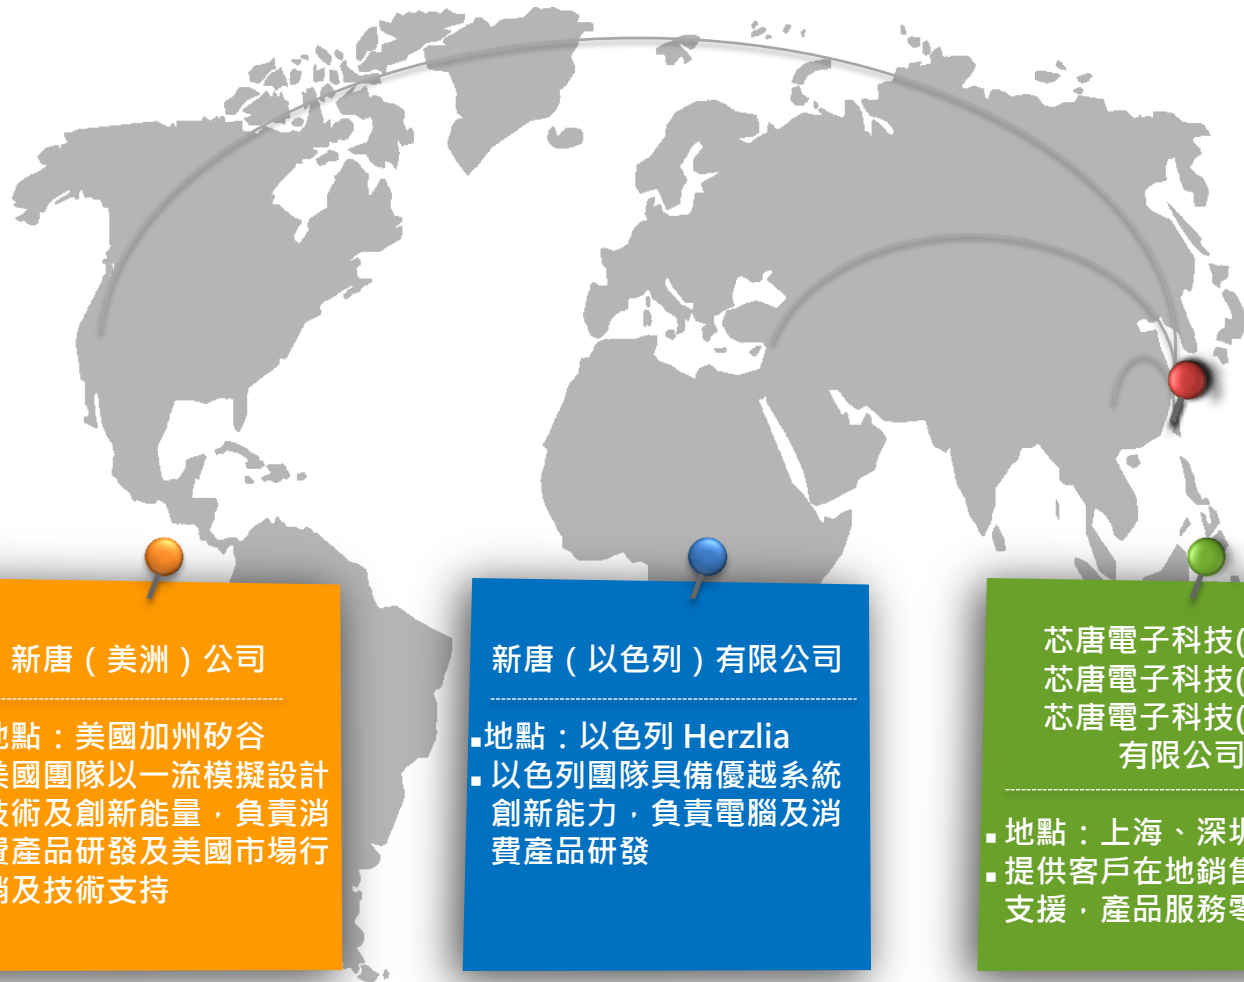 新唐（美洲）公司
地點：美國加州矽谷
美國團隊以一流模擬設計
技術及創新能量，負責消
費產品研發及美國市場行
銷及技術支持
新唐（以色列）有限公司
▪地點：以色列 Herzlia
▪以色列團隊具備優越系統
創新能力，負責電腦及消
費產品研發
芯唐電子科技(
芯唐電子科技(
芯唐電子科技(
有限公司
▪地點：上海、深圳
▪提供客戶在地銷售
支援，產品服務零